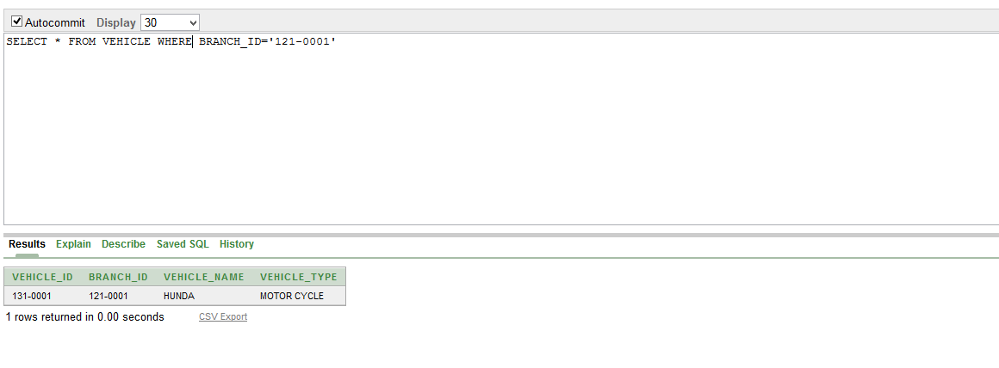 Autocommit Display 30
SELECT * FROM VEHICLE WHERE BRANCH_ID='121-0001'
Results Explain Describe Saved SQL History
VEHICLE_ID BRANCH_ID VEHICLE_NAME VEHICLE_TYPE
131-0001 121-0001 HUNDA MOTOR CYCLE
1 rows returned in 0.00 seconds CSV Export